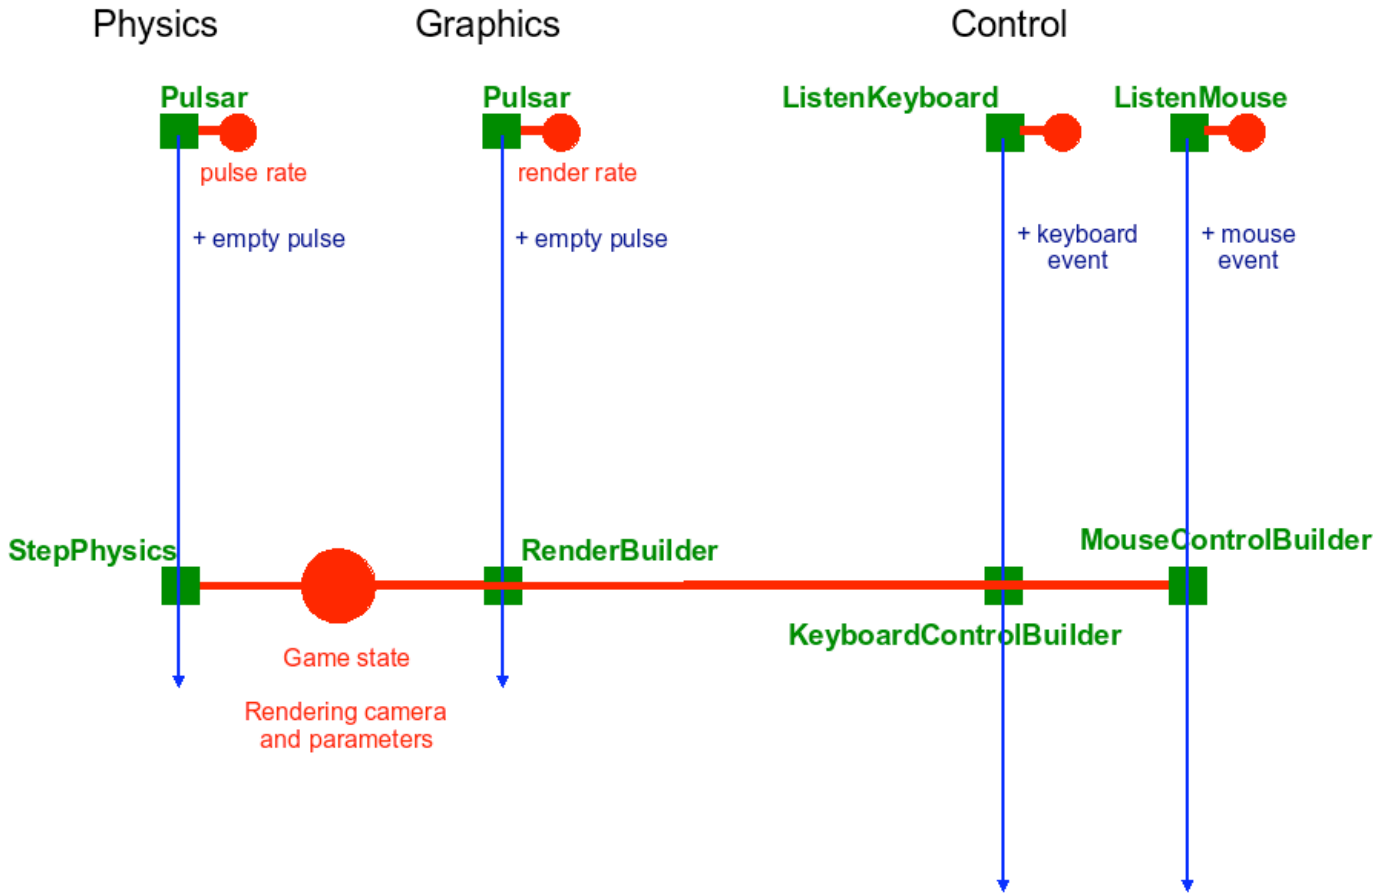 Physics
Graphics
Control
Pulsar
Pulsar
ListenKeyboard
ListenMouse
pulse rate
render rate
+ empty pulse
+ empty pulse
+ keyboard
event
+ mouse
event
StepPhysics
RenderBuilder
MouseControlBuilder
KeyboardControlBuilder
Game state
Rendering camera
and parameters